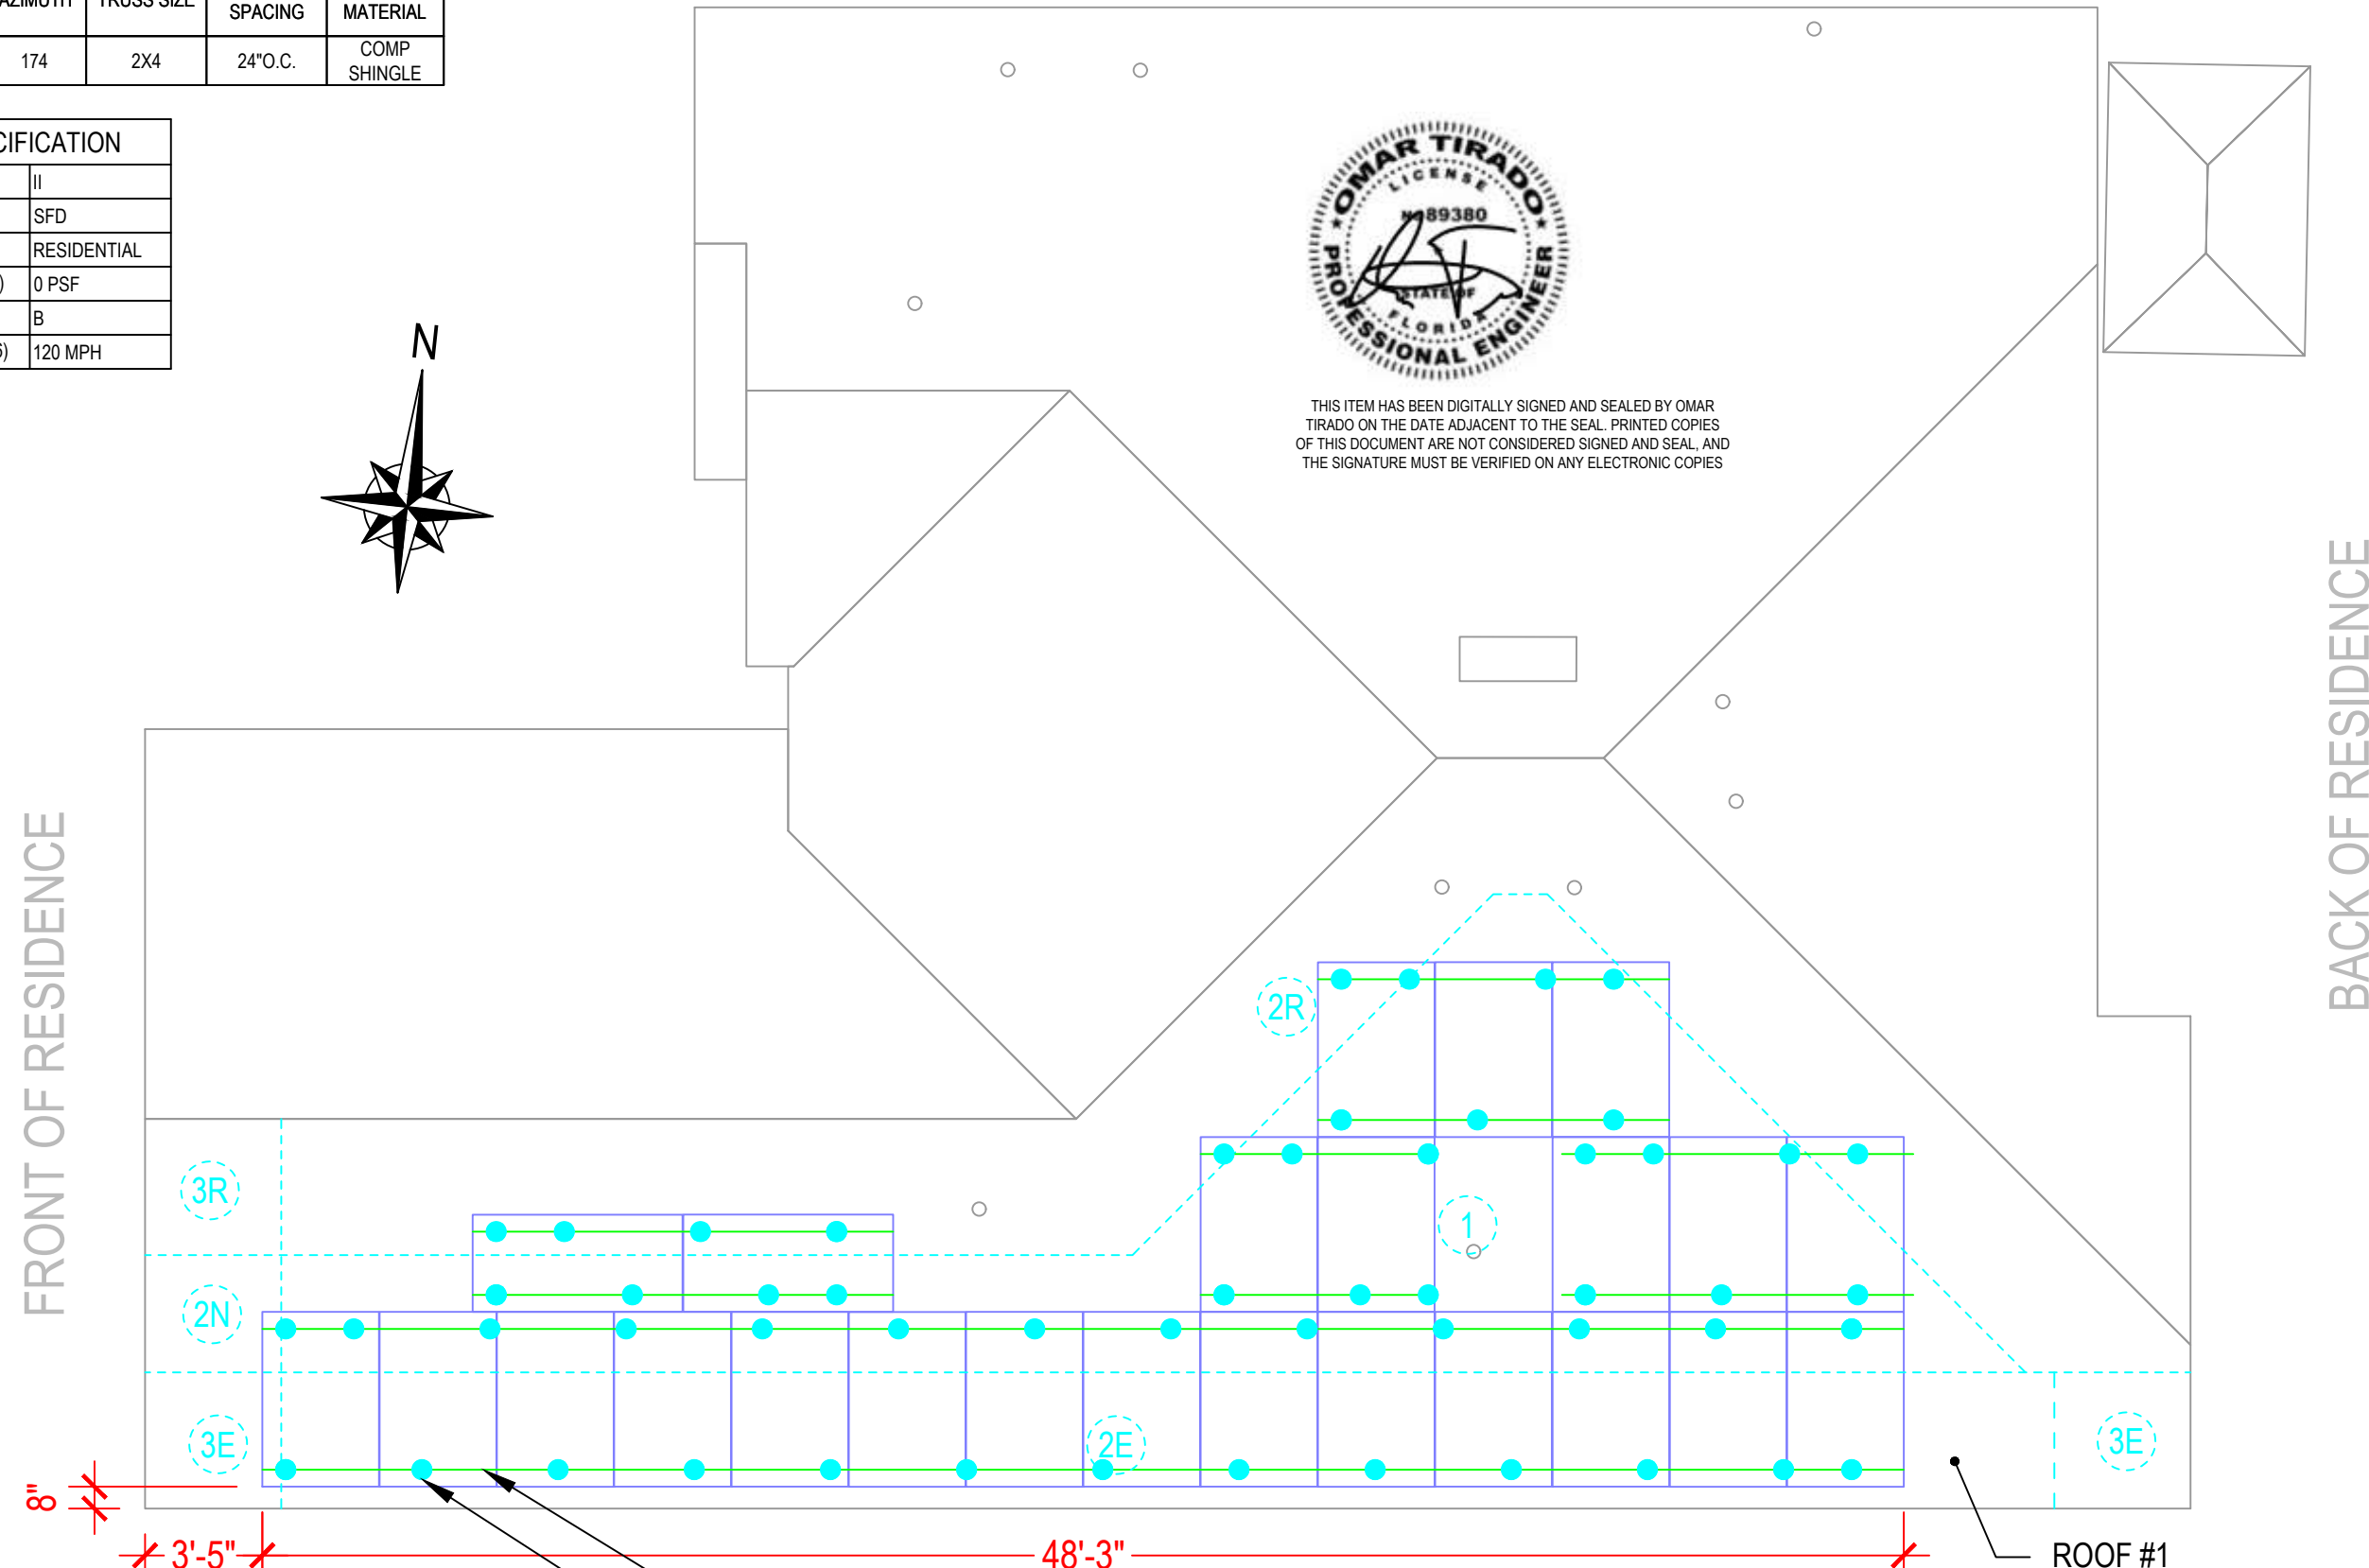 AZIMUTH TRUSS SIZE SPACING MATERIAL
174 2X4 24"O.C. COMP SHINGLE
CIFICATION
II
SFD
RESIDENTIAL
) 0 PSF
B
6) 120 MPH
N
OMAR TIRADO
LICENSE
No 89380
STATE OF
FLORIDA
PROFESSIONAL ENGINEER
THIS ITEM HAS BEEN DIGITALLY SIGNED AND SEALED BY OMAR
TIRADO ON THE DATE ADJACENT TO THE SEAL. PRINTED COPIES
OF THIS DOCUMENT ARE NOT CONSIDERED SIGNED AND SEAL, AND
THE SIGNATURE MUST BE VERIFIED ON ANY ELECTRONIC COPIES
FRONT OF RESIDENCE
BACK OF RESIDENCE
2R
3R
1
2N
3E
2E
3E
8"
3'-5"
48'-3"
ROOF #1